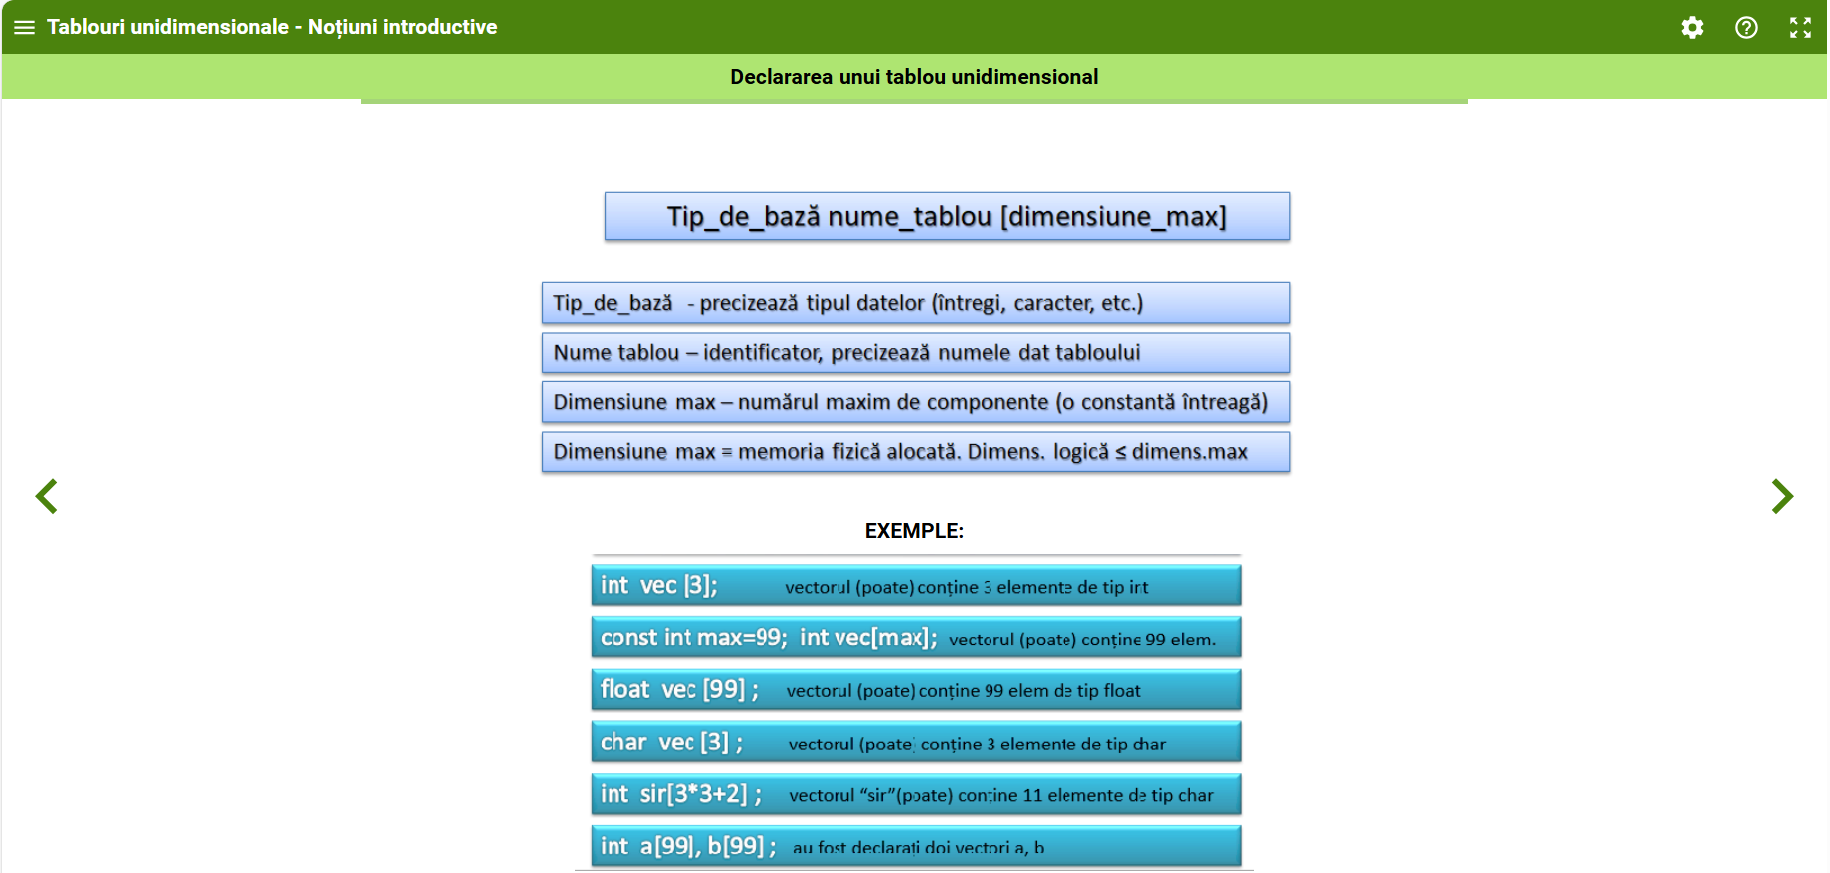 Tablouri unidimensionale - Noțiuni introductive
Declararea unui tablou unidimensional
Tip_de_bază nume_tablou [dimensiune_max]
Tip_de_bază - precizează tipul datelor (întregi, caracter, etc.)
Nume tablou – identificator, precizează numele dat tabloului
Dimensiune max – numărul maxim de componente (o constantă întreagă)
Dimensiune max = memoria fizică alocată. Dimens. logică ≤ dimens.max
EXEMPLE:
int vec [3]; vectorul (poate) conține 3 elemente de tip int
const int max=99; int vec[max]; vectorul (poate) conține 99 elem.
float vec [99] ; vectorul (poate) conține 99 elem de tip float
char vec [3] ; vectorul (poate) conține 3 elemente de tip char
int sir[3*3+2] ; vectorul “sir”(poate) conține 11 elemente de tip char
int a[99], b[99] ; au fost declarați doi vectori a, b